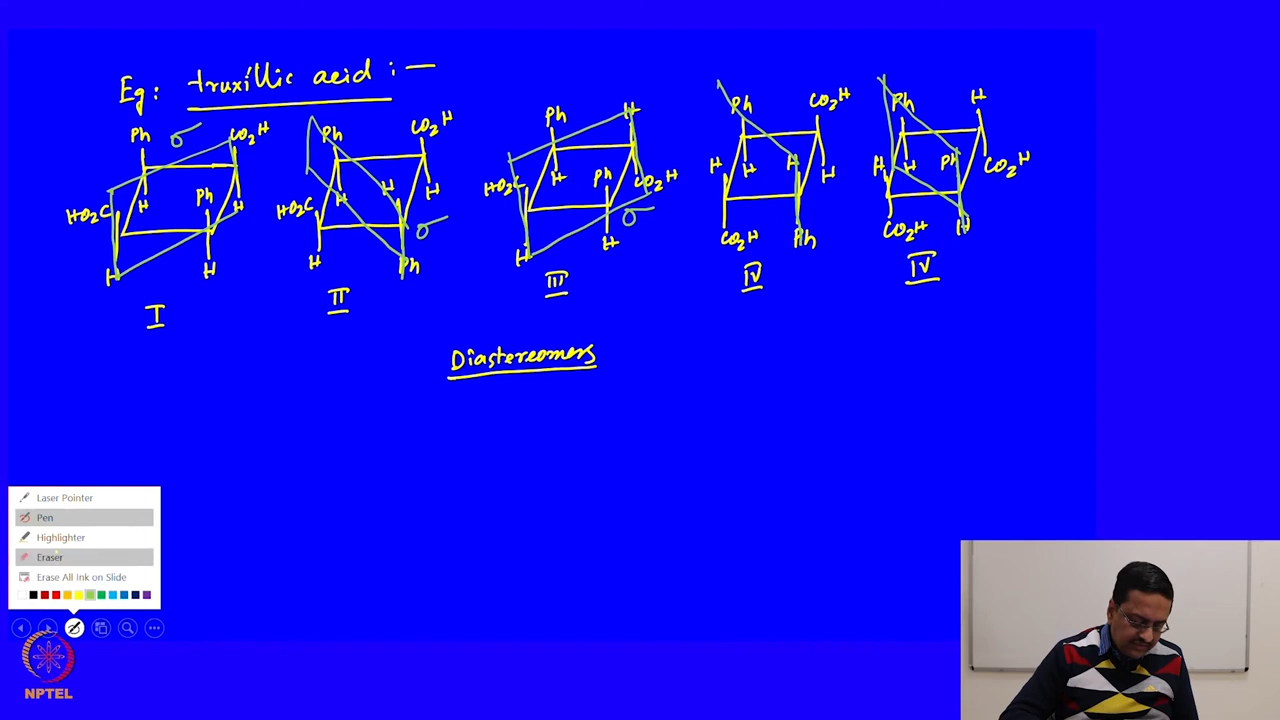 Eg: truxillic acid : —
Ph CO2H σ
HO2C H Ph H
H H
I
Ph CO2H
HO2C H H H
H Ph σ
II
Ph H
HO2C H Ph CO2H
H H σ
III
Ph CO2H
H H H H
CO2H Ph
IV
Ph H
H H Ph CO2H
CO2H H
IV
Diastereomers
Laser Pointer
Pen
Highlighter
Eraser
Erase All Ink on Slide
NPTEL